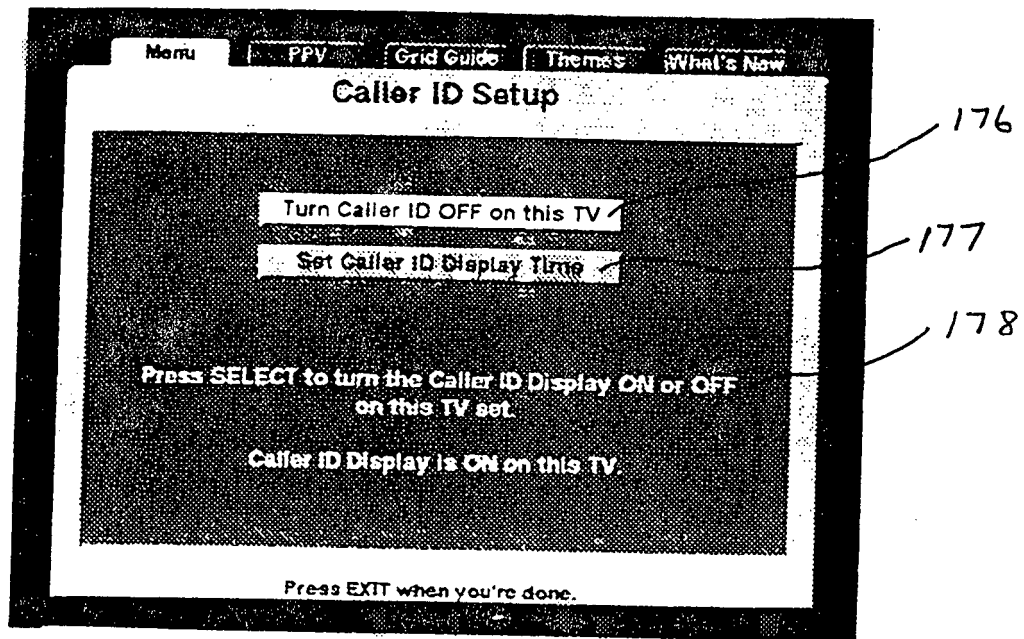 Menu PPV Grid Guide Themes What's New
Caller ID Setup
176
Turn Caller ID OFF on this TV
177
Set Caller ID Display Time
178
Press SELECT to turn the Caller ID Display ON or OFF
on this TV set.
Caller ID Display is ON on this TV.
Press EXIT when you're done.